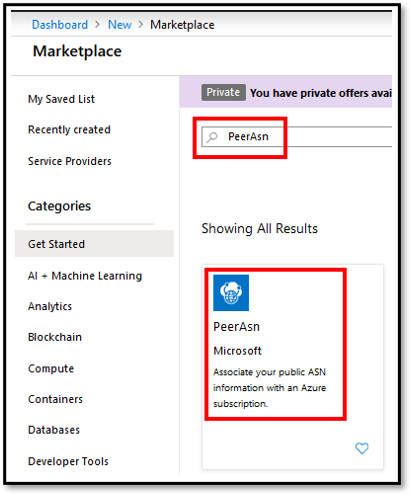 Dashboard > New > Marketplace
Marketplace
My Saved List
Recently created
Service Providers
Categories
Get Started
AI + Machine Learning
Analytics
Blockchain
Compute
Containers
Databases
Developer Tools
Private You have private offers avai
PeerAsn
Showing All Results
PeerAsn
Microsoft
Associate your public ASN
information with an Azure
subscription.